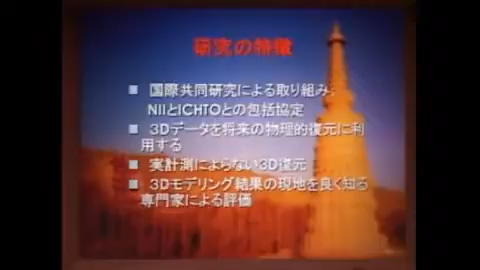 研究の特徴
国際共同研究による取り組み:
NIIとICHTOとの包括協定
3Dデータを将来の物理的復元に利
用する
実計測によらない3D復元
3Dモデリング結果の現地を良く知る
専門家による評価